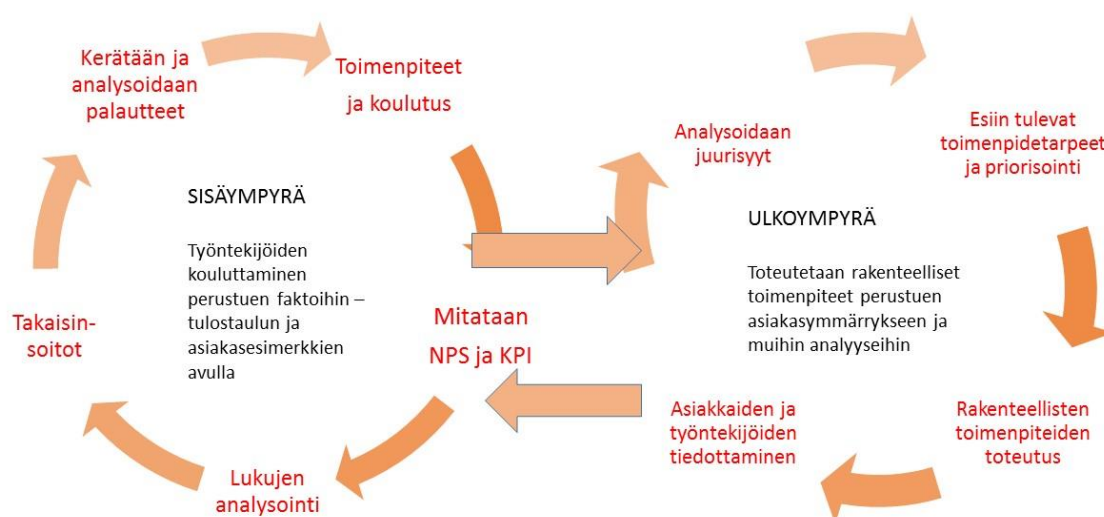 Kerätään ja
analysoidaan
palautteet
Toimenpiteet
ja koulutus
SISÄYMPYRÄ
Työntekijöiden
kouluttaminen
perustuen faktoihin –
tulostaulun ja
asiakasesimerkkien
avulla
Takaisin-
soitot
Mitataan
NPS ja KPI
Lukujen
analysointi
Analysoidaan
juurisyyt
Esiin tulevat
toimenpidetarpeet
ja priorisointi
ULKOYMPYRÄ
Toteutetaan rakenteelliset
toimenpiteet perustuen
asiakasymmärrykseen ja
muihin analyyseihin
Asiakkaiden ja
työntekijöiden
tiedottaminen
Rakenteellisten
toimenpiteiden
toteutus